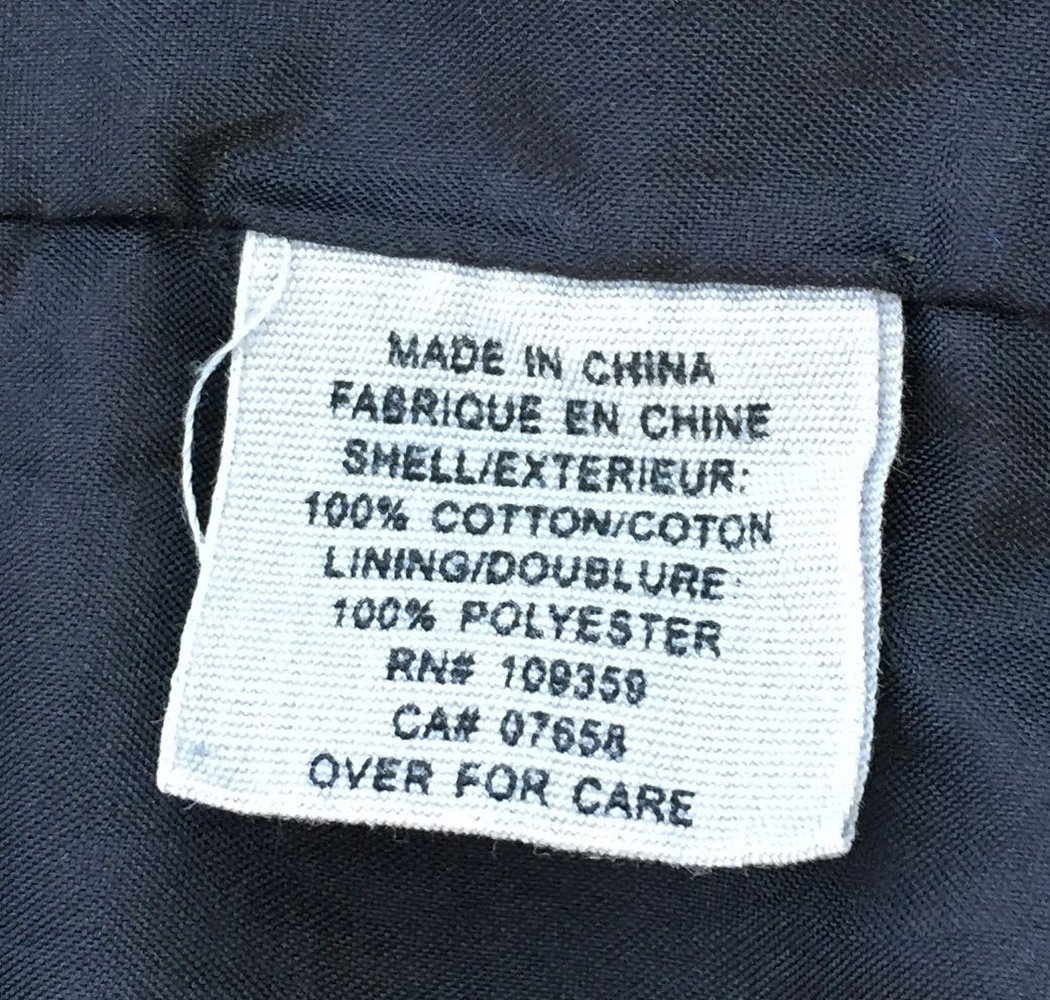 MADE IN CHINA
FABRIQUE EN CHINE
SHELL/EXTERIEUR:
100% COTTON/COTON
LINING/DOUBLURE:
100% POLYESTER
RN# 109359
CA# 07658
OVER FOR CARE